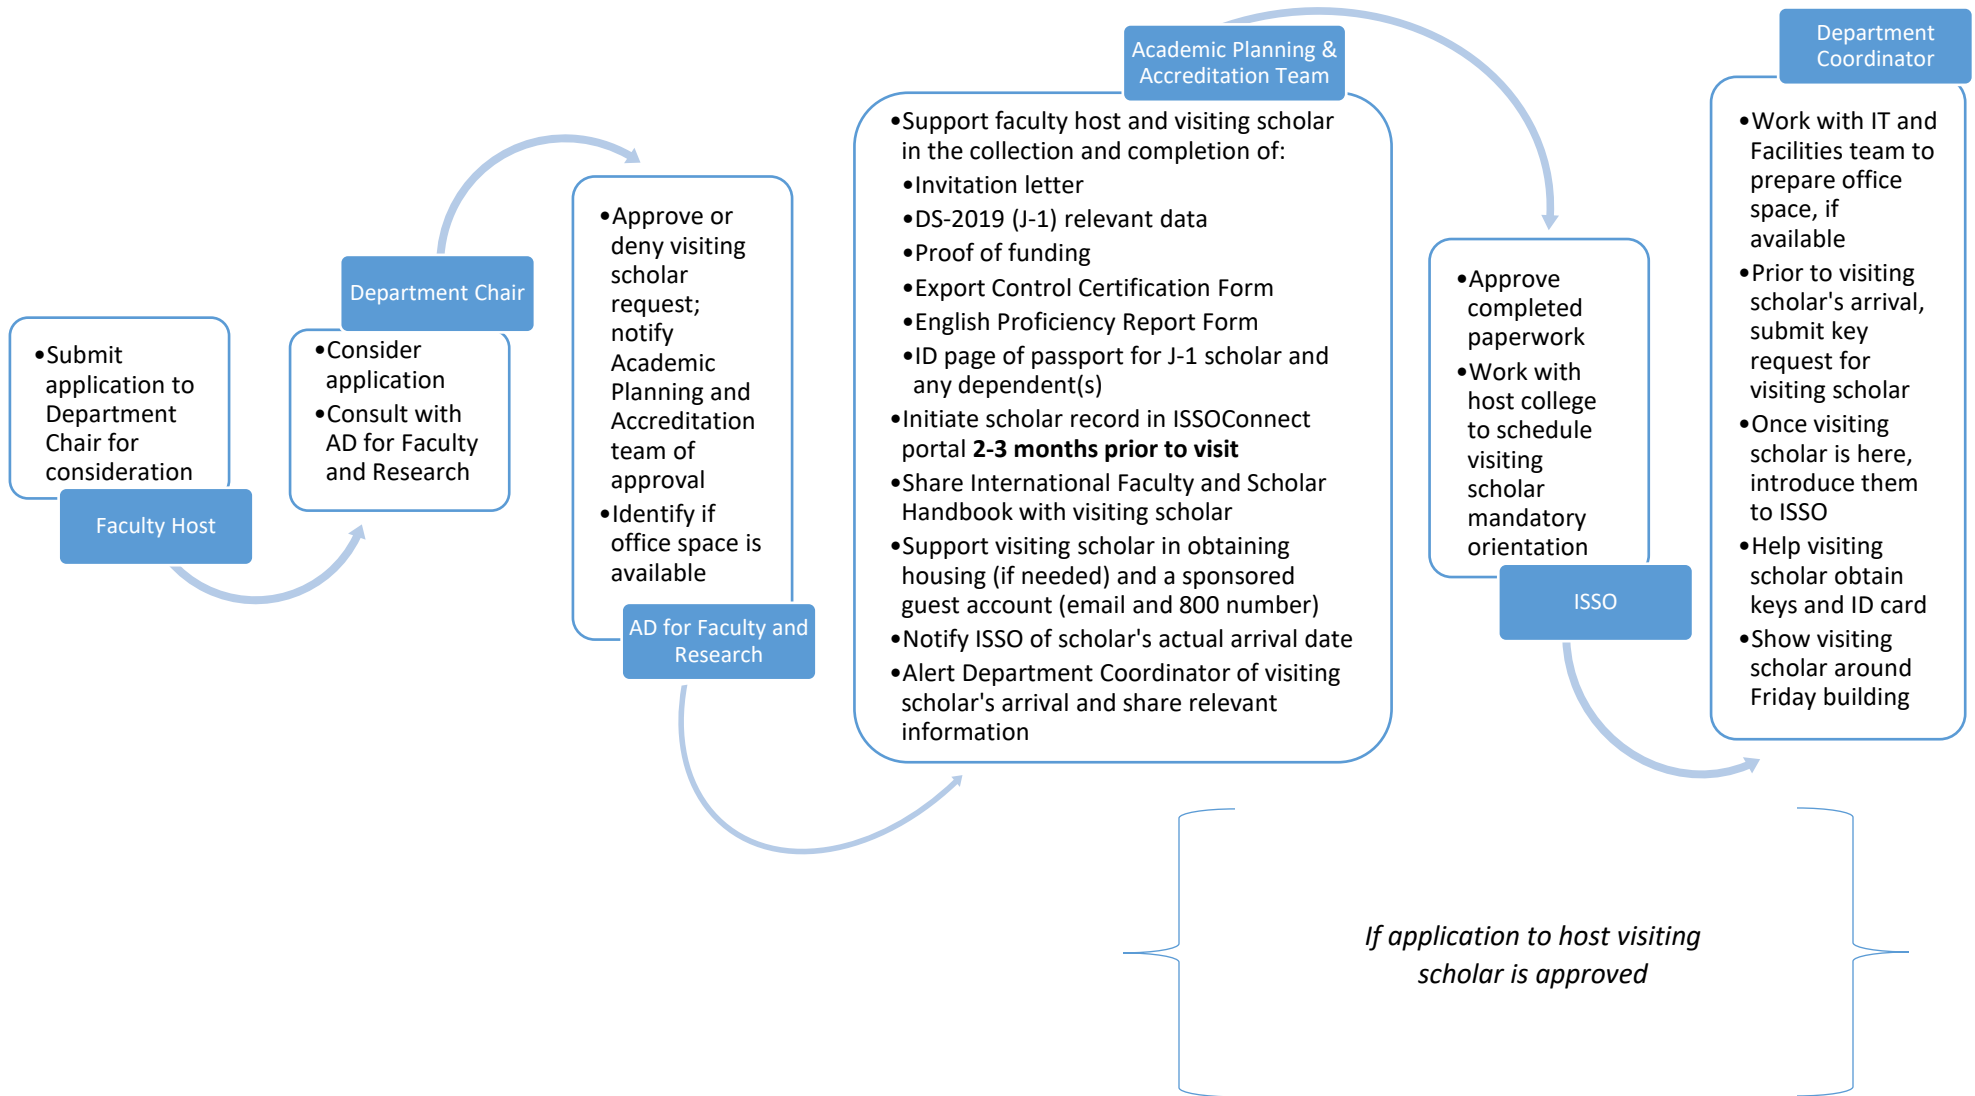 •Submit
application to
Department
Chair for
consideration
Faculty Host
Department Chair
•Consider
application
•Consult with
AD for Faculty
and Research
•Approve or
deny visiting
scholar
request;
notify
Academic
Planning and
Accreditation
team of
approval
•Identify if
office space is
available
AD for Faculty and
Research
Academic Planning &
Accreditation Team
•Support faculty host and visiting scholar
in the collection and completion of:
•Invitation letter
•DS-2019 (J-1) relevant data
•Proof of funding
•Export Control Certification Form
•English Proficiency Report Form
•ID page of passport for J-1 scholar and
any dependent(s)
•Initiate scholar record in ISSOConnect
portal 2-3 months prior to visit
•Share International Faculty and Scholar
Handbook with visiting scholar
•Support visiting scholar in obtaining
housing (if needed) and a sponsored
guest account (email and 800 number)
•Notify ISSO of scholar's actual arrival date
•Alert Department Coordinator of visiting
scholar's arrival and share relevant
information
•Approve
completed
paperwork
•Work with
host college
to schedule
visiting
scholar
mandatory
orientation
ISSO
Department
Coordinator
•Work with IT and
Facilities team to
prepare office
space, if
available
•Prior to visiting
scholar's arrival,
submit key
request for
visiting scholar
•Once visiting
scholar is here,
introduce them
to ISSO
•Help visiting
scholar obtain
keys and ID card
•Show visiting
scholar around
Friday building
If application to host visiting
scholar is approved